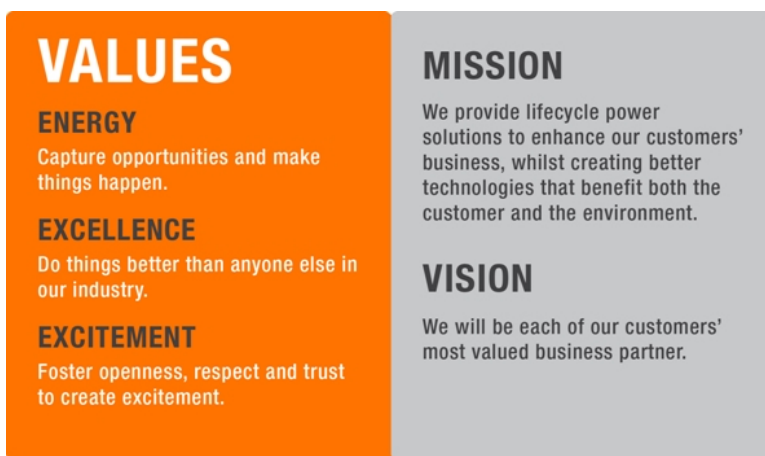 VALUES
ENERGY
Capture opportunities and make
things happen.
EXCELLENCE
Do things better than anyone else in
our industry.
EXCITEMENT
Foster openness, respect and trust
to create excitement.
MISSION
We provide lifecycle power
solutions to enhance our customers’
business, whilst creating better
technologies that benefit both the
customer and the environment.
VISION
We will be each of our customers’
most valued business partner.